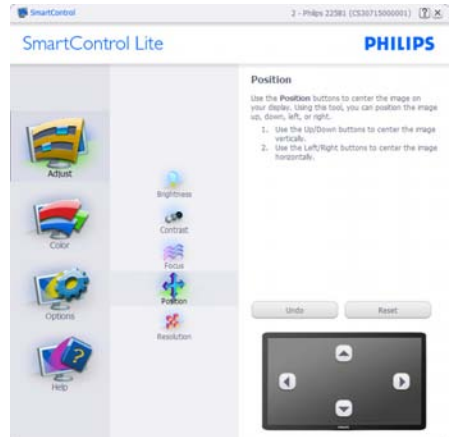 SmartControl
2 - Philips 225B1 (CS30715000001)
SmartControl Lite
PHILIPS
Adjust
Color
Options
Help
Brightness
Contrast
Focus
Position
Resolution
Position
Use the Position buttons to center the image on
your display. Using this tool, you can position the image
up, down, left, or right.
1. Use the Up/Down buttons to center the image
vertically.
2. Use the Left/Right buttons to center the image
horizontally.
Undo
Reset